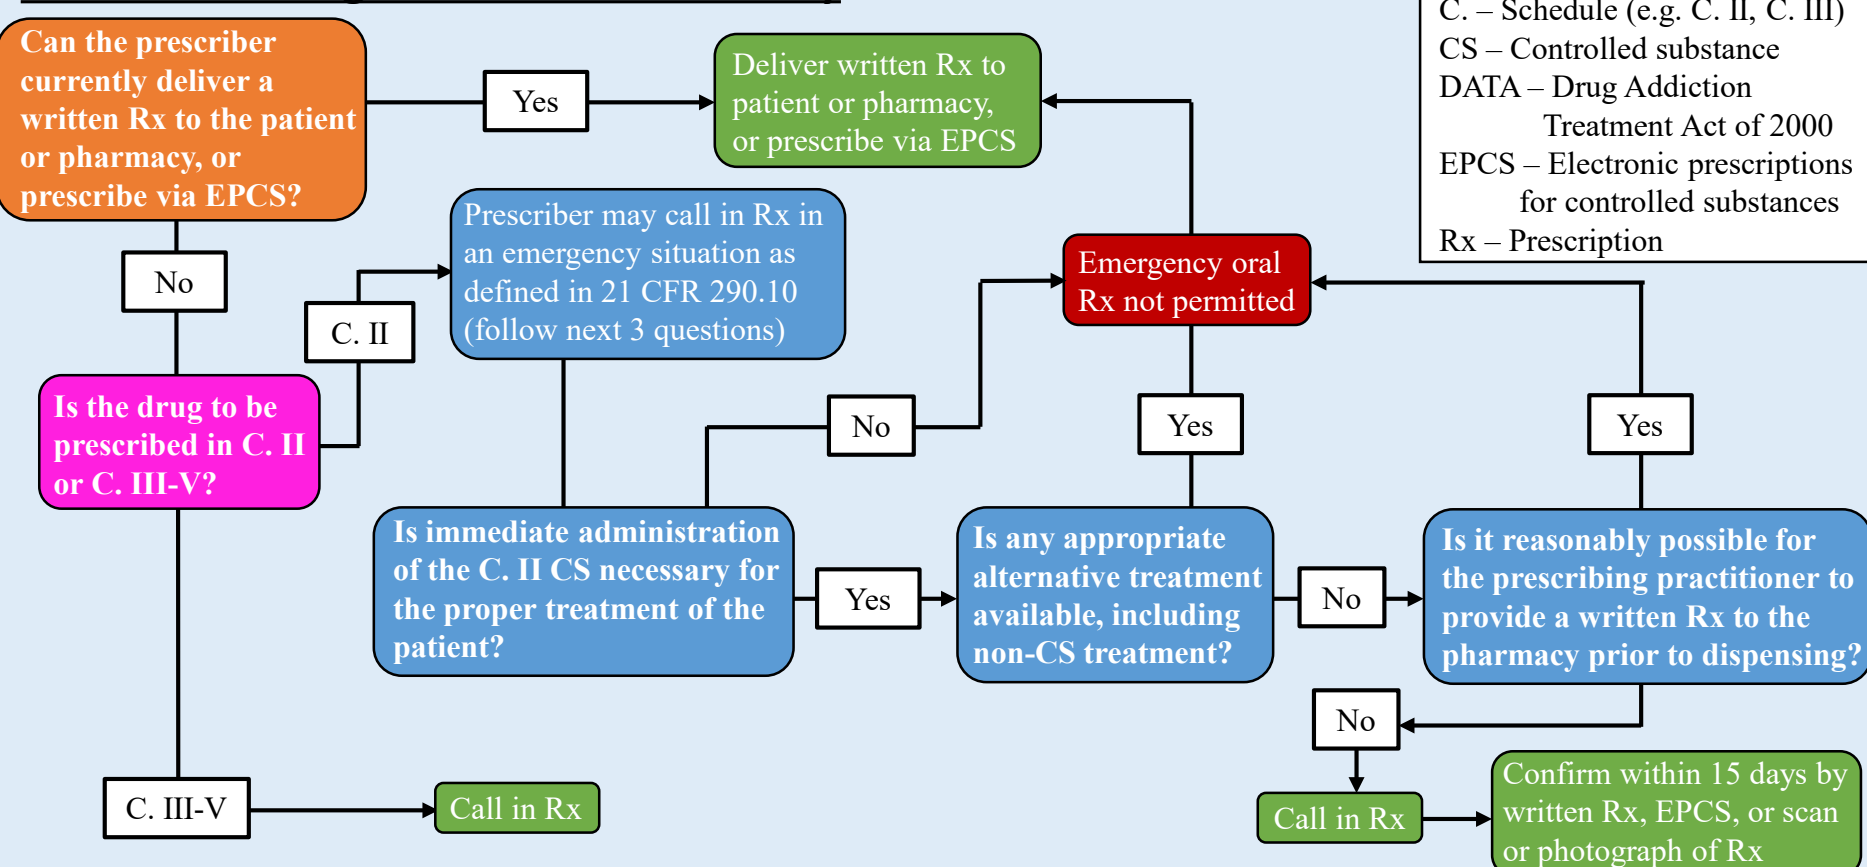 Can the prescriber
currently deliver a
written Rx to the patient
or pharmacy, or
prescribe via EPCS?
Yes
Deliver written Rx to
patient or pharmacy,
or prescribe via EPCS
C. – Schedule (e.g. C. II, C. III)
CS – Controlled substance
DATA – Drug Addiction
Treatment Act of 2000
EPCS – Electronic prescriptions
for controlled substances
Rx – Prescription
No
C. II
Prescriber may call in Rx in
an emergency situation as
defined in 21 CFR 290.10
(follow next 3 questions)
Emergency oral
Rx not permitted
Is the drug to be
prescribed in C. II
or C. III-V?
No
Yes
Yes
Is immediate administration
of the C. II CS necessary for
the proper treatment of the
patient?
Yes
Is any appropriate
alternative treatment
available, including
non-CS treatment?
No
Is it reasonably possible for
the prescribing practitioner to
provide a written Rx to the
pharmacy prior to dispensing?
No
C. III-V
Call in Rx
Call in Rx
Confirm within 15 days by
written Rx, EPCS, or scan
or photograph of Rx